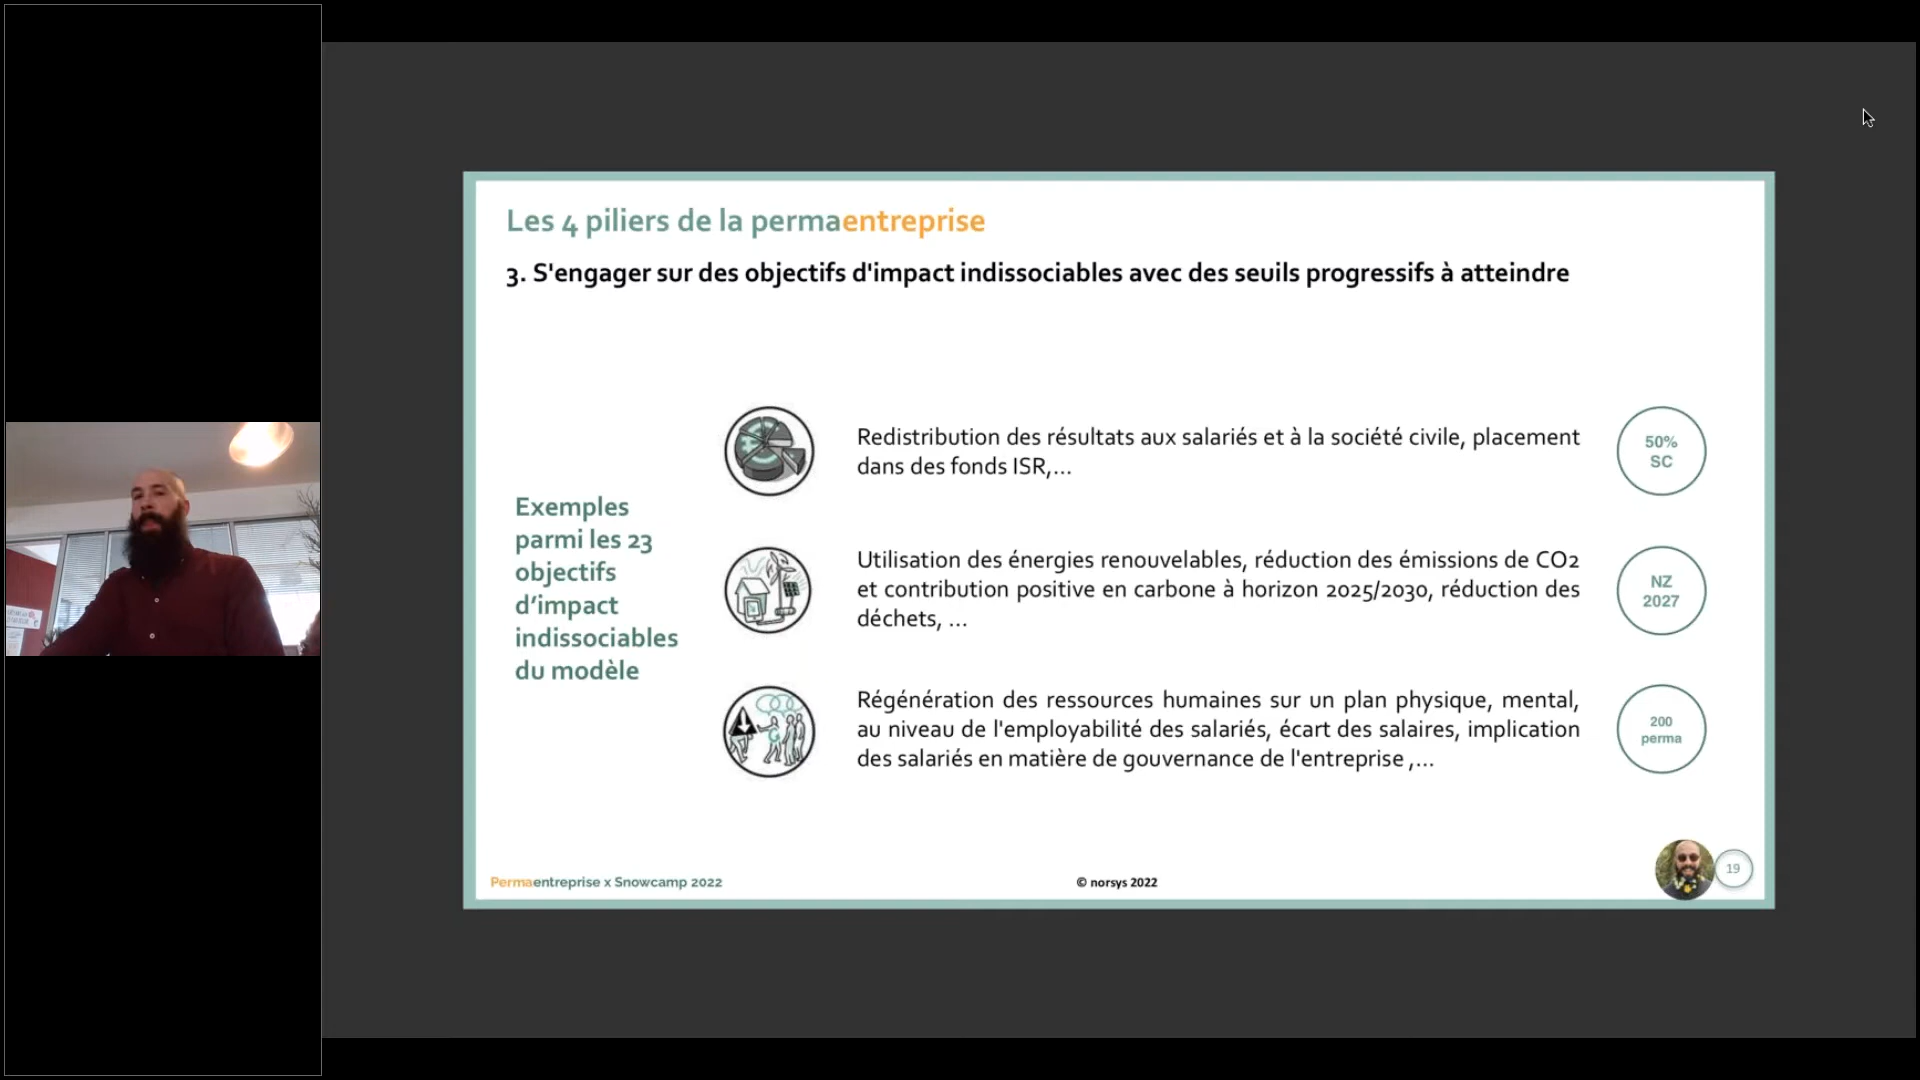 Les 4 piliers de la permaentreprise
3. S'engager sur des objectifs d'impact indissociables avec des seuils progressifs à atteindre
Exemples
parmi les 23
objectifs
d’impact
indissociables
du modèle
Redistribution des résultats aux salariés et à la société civile, placement
dans des fonds ISR,...
50%
SC
Utilisation des énergies renouvelables, réduction des émissions de CO2
et contribution positive en carbone à horizon 2025/2030, réduction des
déchets, ...
NZ
2027
Régénération des ressources humaines sur un plan physique, mental,
au niveau de l'employabilité des salariés, écart des salaires, implication
des salariés en matière de gouvernance de l'entreprise ,...
200
perma
Permaentreprise x Snowcamp 2022
© norsys 2022
19